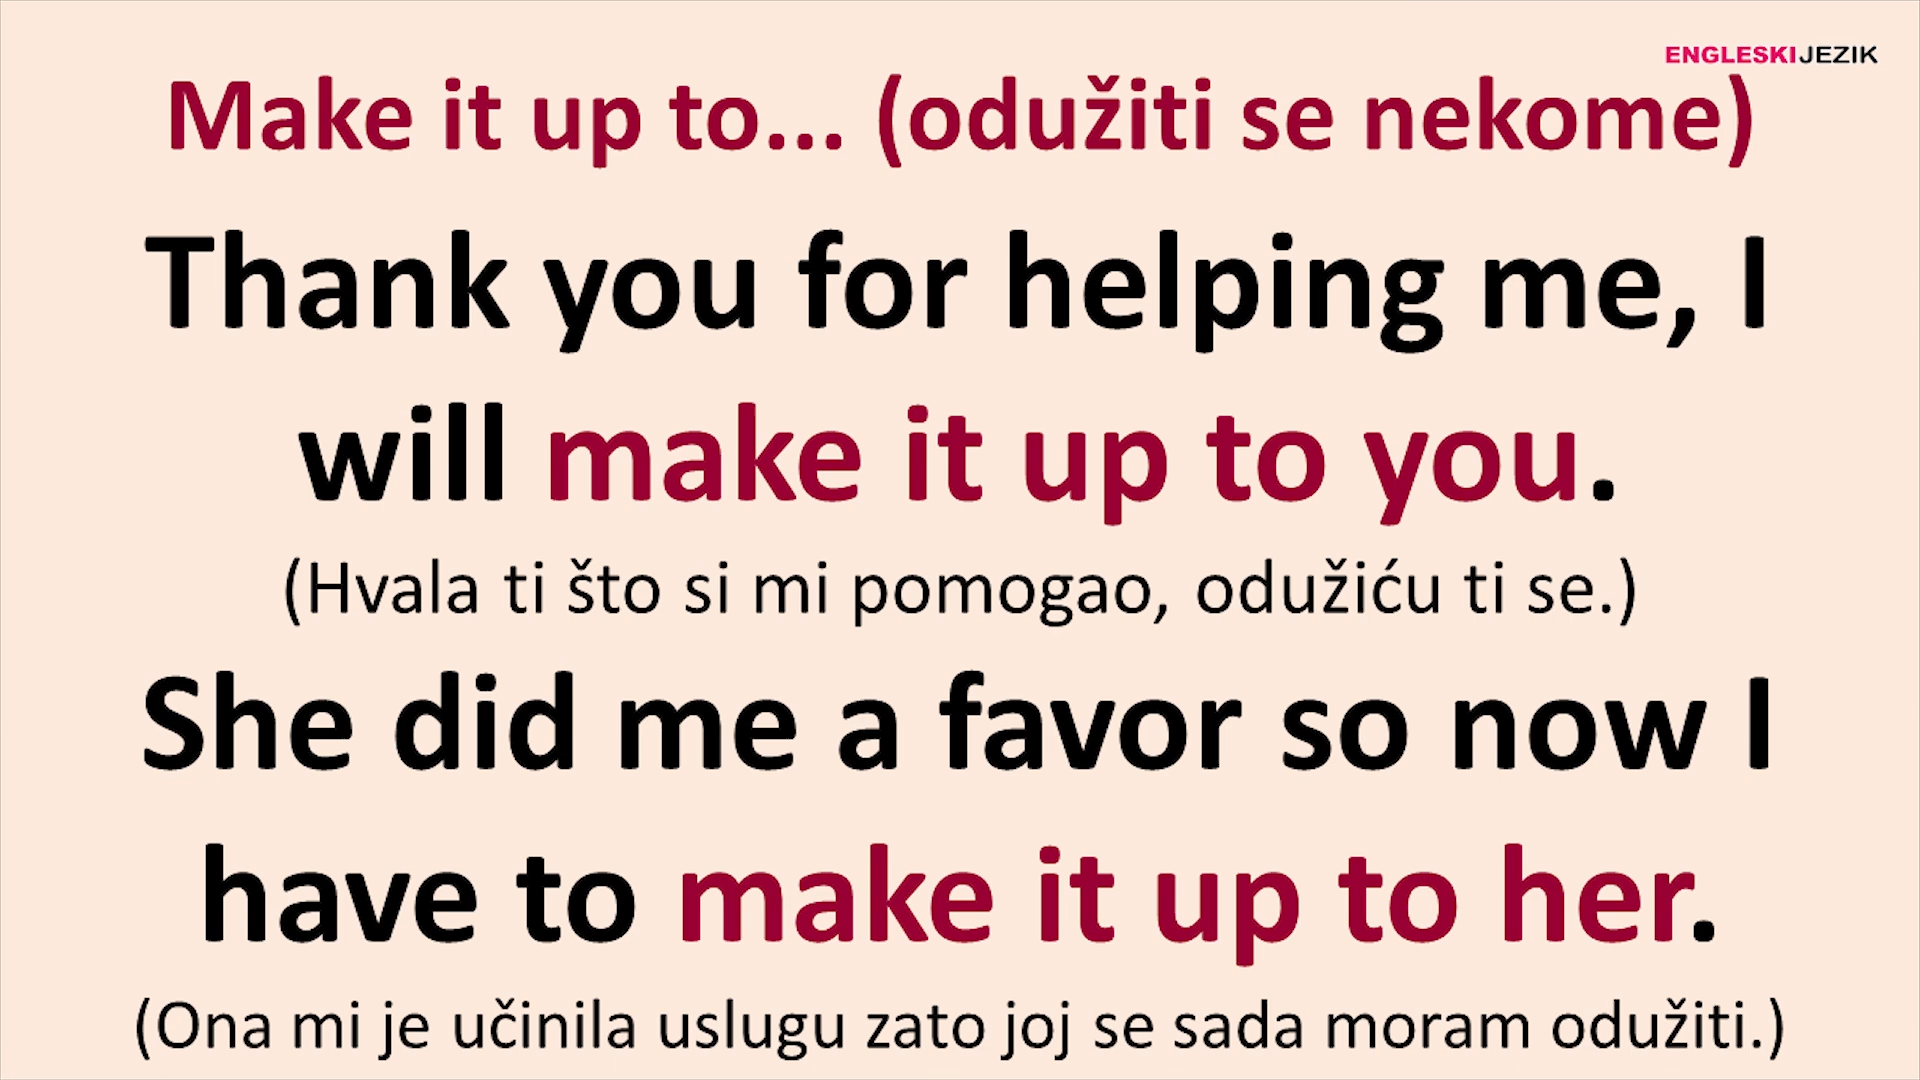 ENGLESKIJEZIK
Make it up to... (odužiti se nekome)
Thank you for helping me, I
will make it up to you.
(Hvala ti što si mi pomogao, odužiću ti se.)
She did me a favor so now I
have to make it up to her.
(Ona mi je učinila uslugu zato joj se sada moram odužiti.)